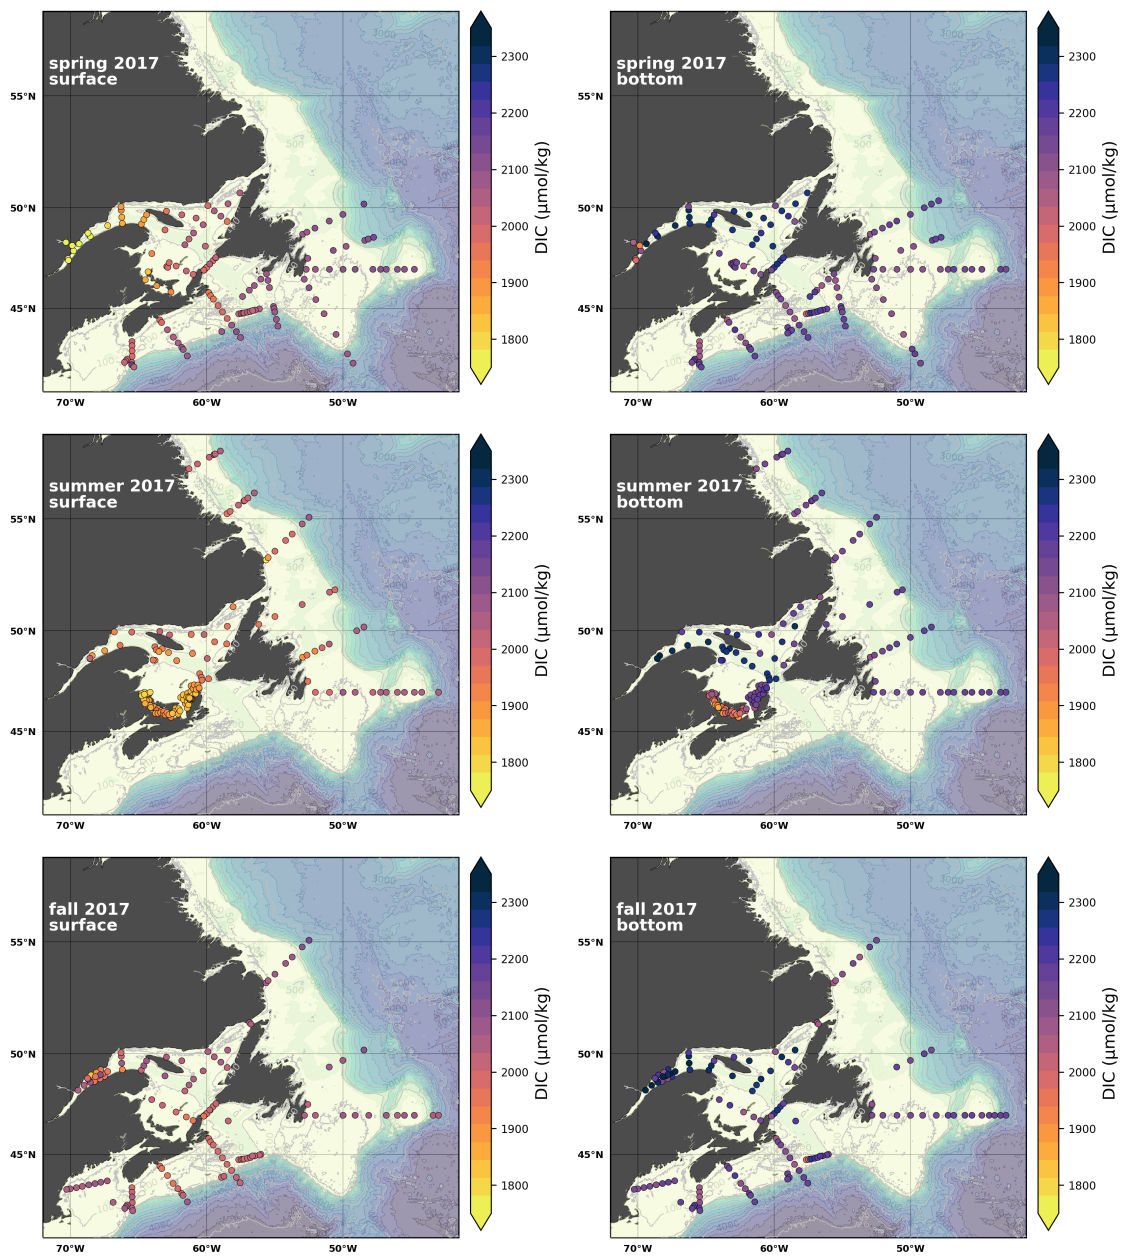 spring 2017
surface
55°N
50°N
45°N
70°W
60°W
50°W
2300
2200
2100
2000
1900
1800
DIC (μmol/kg)
spring 2017
bottom
55°N
50°N
45°N
70°W
60°W
50°W
2300
2200
2100
2000
1900
1800
DIC (μmol/kg)
summer 2017
surface
55°N
50°N
45°N
70°W
60°W
50°W
2300
2200
2100
2000
1900
1800
DIC (μmol/kg)
summer 2017
bottom
55°N
50°N
45°N
70°W
60°W
50°W
2300
2200
2100
2000
1900
1800
DIC (μmol/kg)
fall 2017
surface
55°N
50°N
45°N
70°W
60°W
50°W
2300
2200
2100
2000
1900
1800
DIC (μmol/kg)
fall 2017
bottom
55°N
50°N
45°N
70°W
60°W
50°W
2300
2200
2100
2000
1900
1800
DIC (μmol/kg)